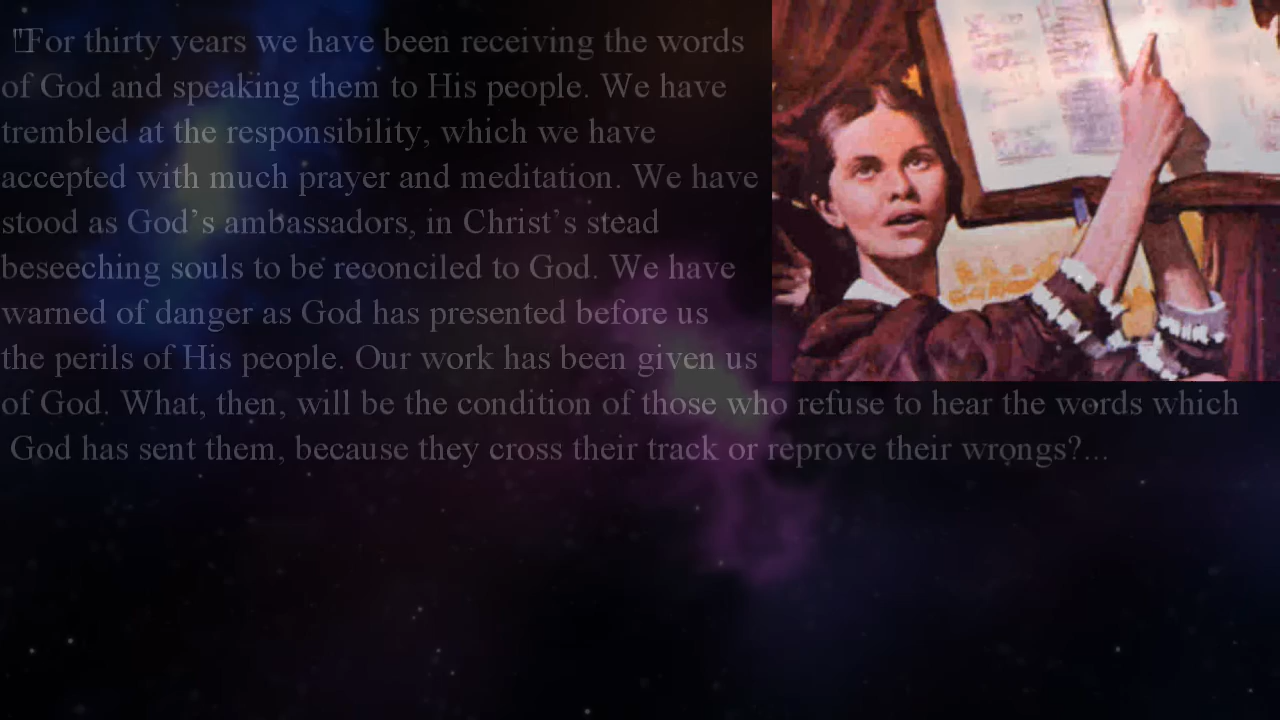 "For thirty years we have been receiving the words
of God and speaking them to His people. We have
trembled at the responsibility, which we have
accepted with much prayer and meditation. We have
stood as God’s ambassadors, in Christ’s stead
beseeching souls to be reconciled to God. We have
warned of danger as God has presented before us
the perils of His people. Our work has been given us
of God. What, then, will be the condition of those who refuse to hear the words which
God has sent them, because they cross their track or reprove their wrongs?...